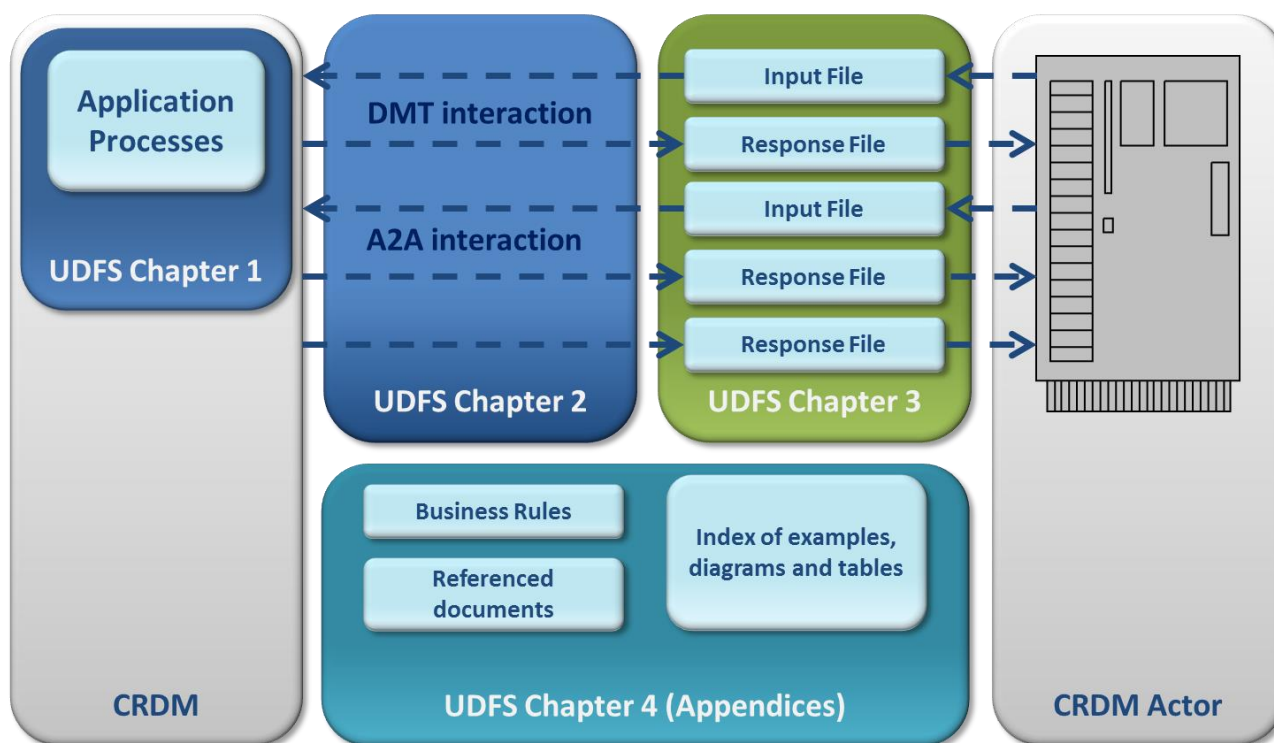 Application
Processes
UDFS Chapter 1
CRDM
DMT interaction
A2A interaction
UDFS Chapter 2
Input File
Response File
Input File
Response File
Response File
UDFS Chapter 3
Business Rules
Referenced
documents
Index of examples,
diagrams and tables
UDFS Chapter 4 (Appendices)
CRDM Actor